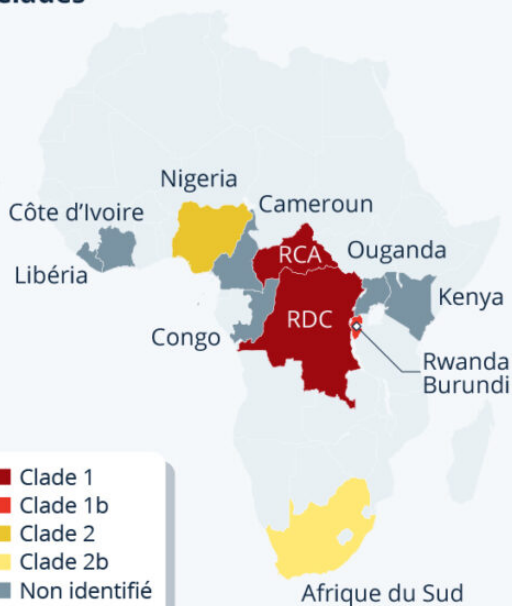 Nigeria
Cameroun
Côte d'Ivoire
RCA
Ouganda
Libéria
Kenya
RDC
Congo
Rwanda
Burundi
Clade 1
Clade 1b
Clade 2
Clade 2b
Non identifié
Afrique du Sud